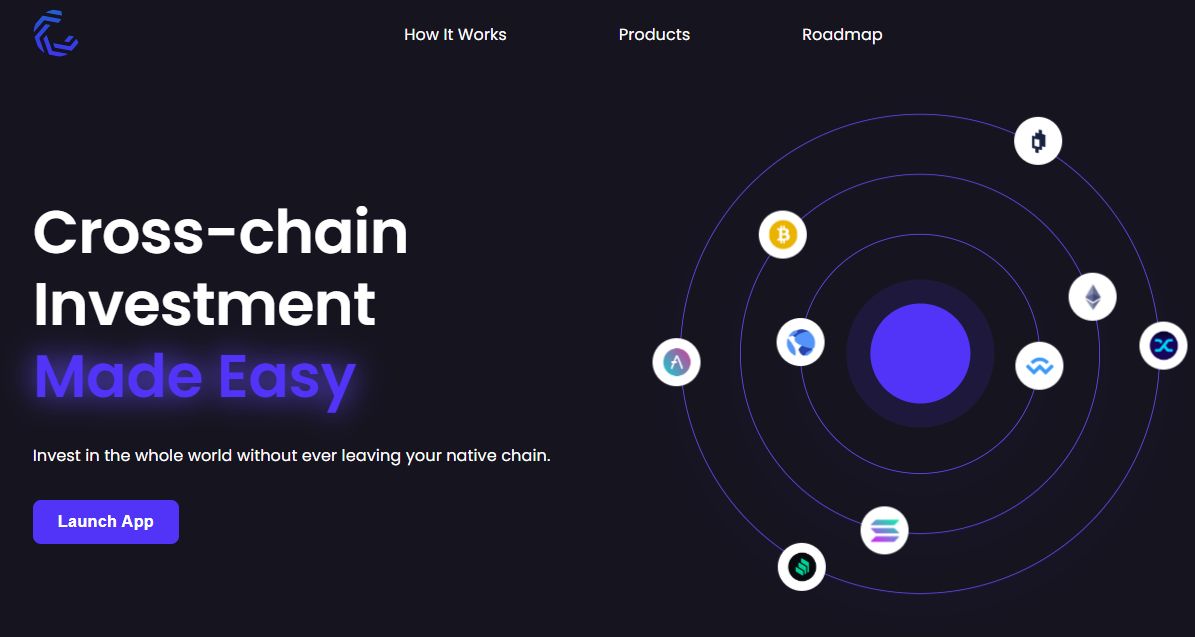 How It Works
Products
Roadmap
Cross-chain
Investment
Made Easy
Invest in the whole world without ever leaving your native chain.
Launch App